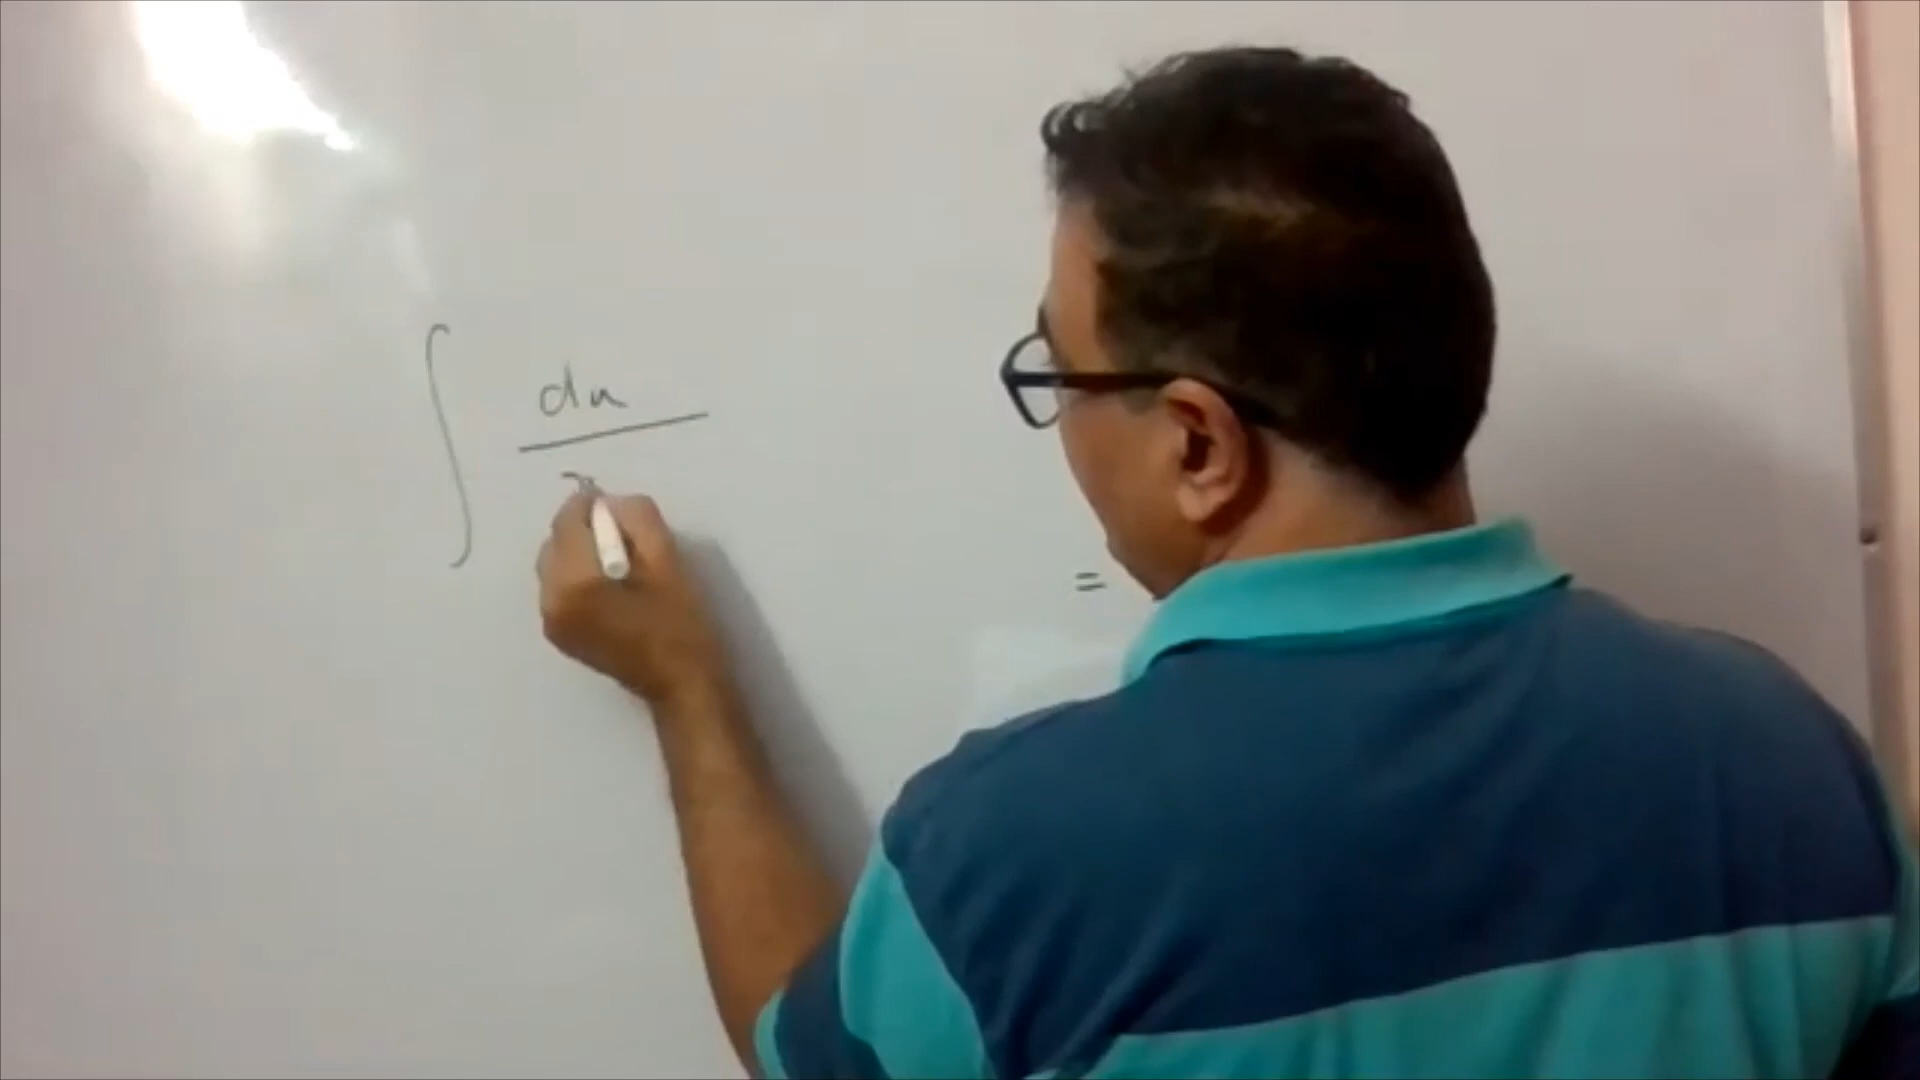 ∫ du
=